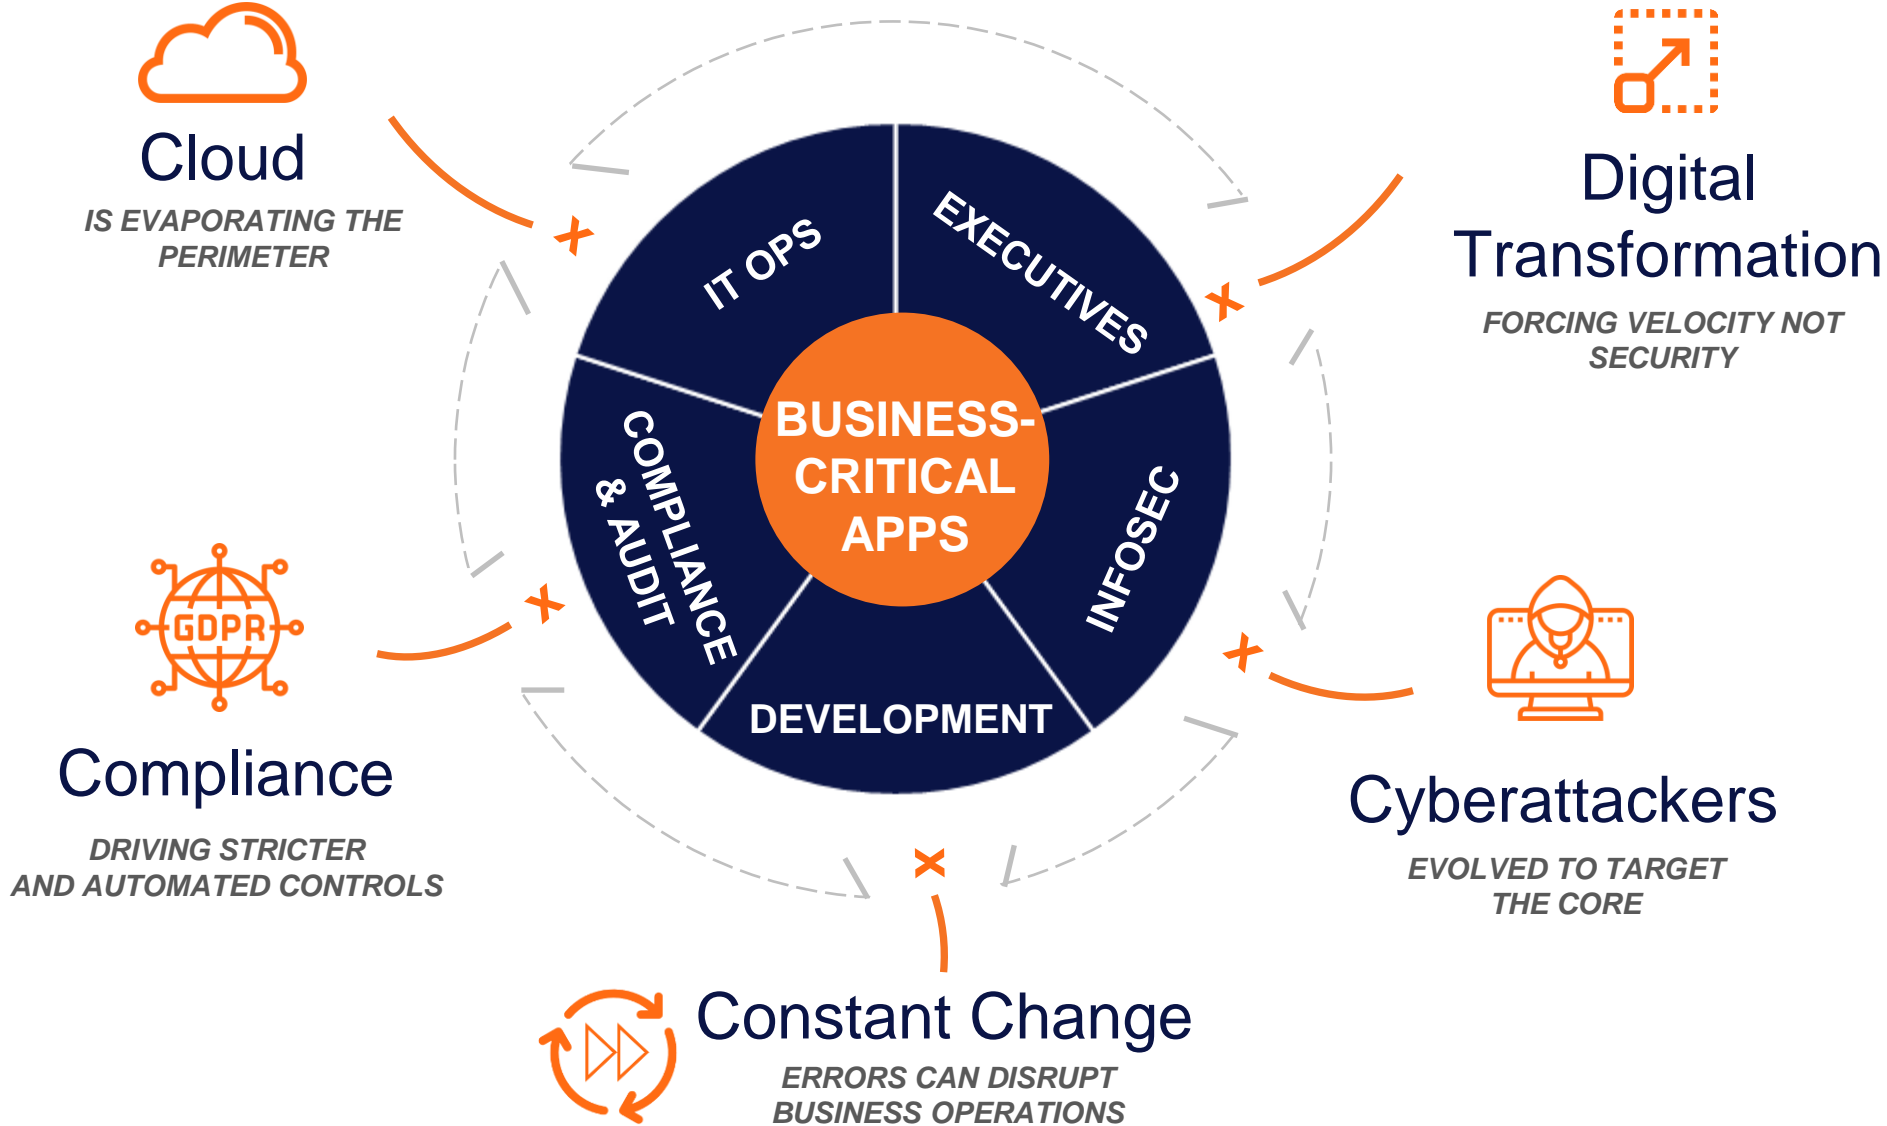 Cloud
IS EVAPORATING THE
PERIMETER
Digital
Transformation
FORCING VELOCITY NOT
SECURITY
IT OPS
EXECUTIVES
BUSINESS-
CRITICAL
APPS
COMPLIANCE
& AUDIT
INFOSEC
DEVELOPMENT
GDPR
Compliance
DRIVING STRICTER
AND AUTOMATED CONTROLS
Cyberattackers
EVOLVED TO TARGET
THE CORE
Constant Change
ERRORS CAN DISRUPT
BUSINESS OPERATIONS